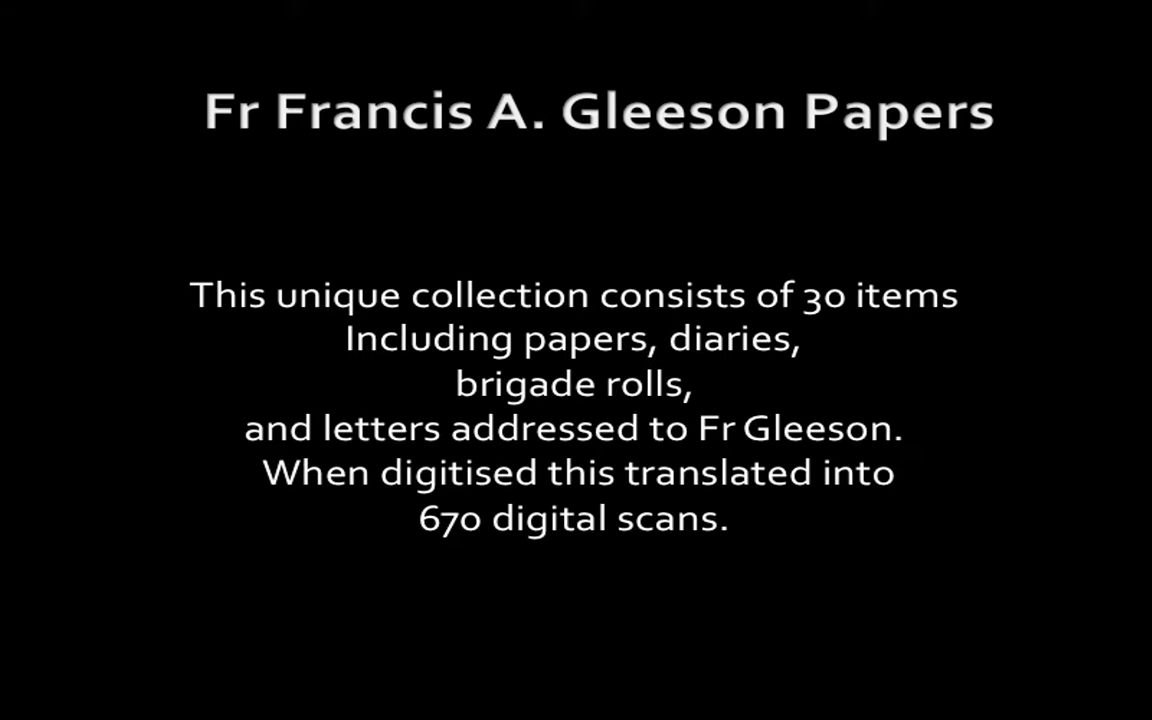 Fr Francis A. Gleeson Papers
This unique collection consists of 30 items
Including papers, diaries,
brigade rolls,
and letters addressed to Fr Gleeson.
When digitised this translated into
670 digital scans.